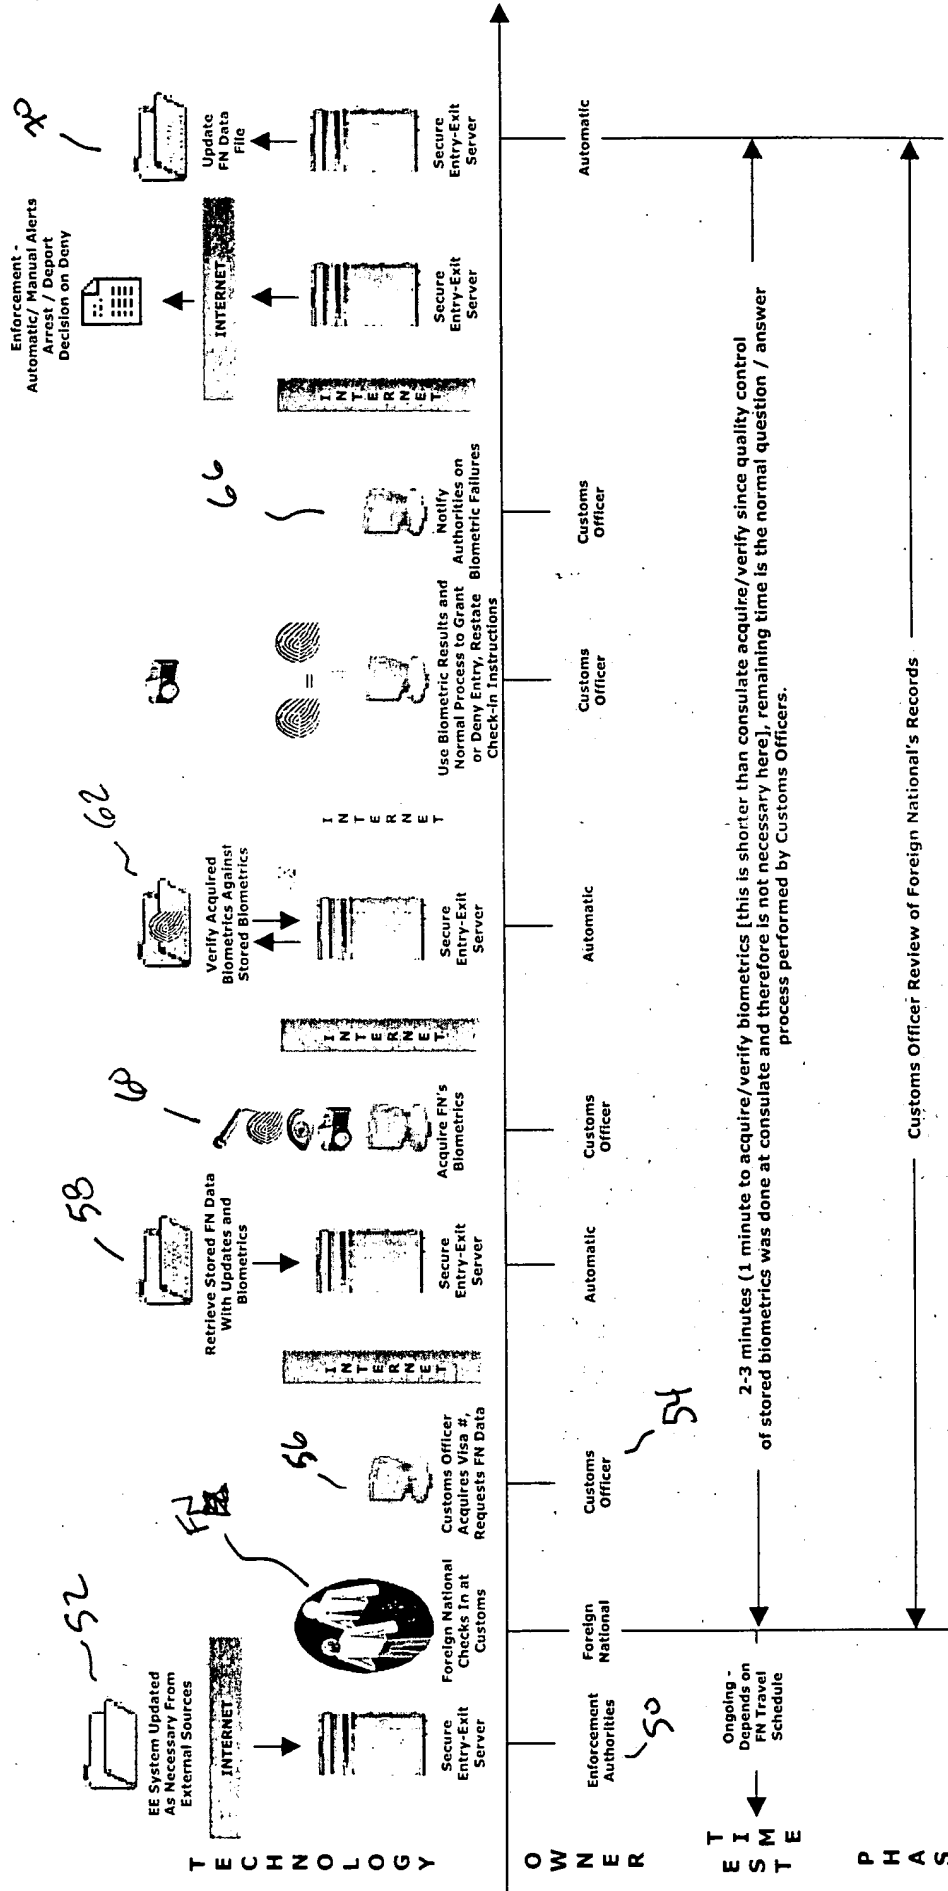 T E C H N O L O G Y
52
EE System Updated
As Necessary From
External Sources
INTERNET
Secure
Entry-Exit
Server
FN
Foreign National
Checks In at
Customs
56
Customs Officer
Acquires Visa #,
Requests FN Data
INTERNET
58
Retrieve Stored FN Data
With Updates and
Biometrics
Secure
Entry-Exit
Server
Acquire FN's
Biometrics
INTERNET
62
Verify Acquired
Biometrics Against
Stored Biometrics
Secure
Entry-Exit
Server
INTERNET
=
Use Biometric Results and
Normal Process to Grant
or Deny Entry, Restate
Check-In Instructions
66
Notify
Authorities on
Biometric Failures
INTERNET
Enforcement -
Automatic/ Manual Alerts
Arrest / Deport
Decision on Deny
INTERNET
Secure
Entry-Exit
Server
Update
FN Data
File
Secure
Entry-Exit
Server
O W N E R
Enforcement
Authorities
50
Foreign
National
Customs
Officer
54
Automatic
Customs
Officer
Automatic
Customs
Officer
Customs
Officer
Automatic
E S T
T I M E
Ongoing -
Depends on
FN Travel
Schedule
2-3 minutes (1 minute to acquire/verify biometrics [this is shorter than consulate acquire/verify since quality control
of stored biometrics was done at consulate and therefore is not necessary here], remaining time is the normal question / answer
process performed by Customs Officers.
P H A S
Customs Officer Review of Foreign National's Records